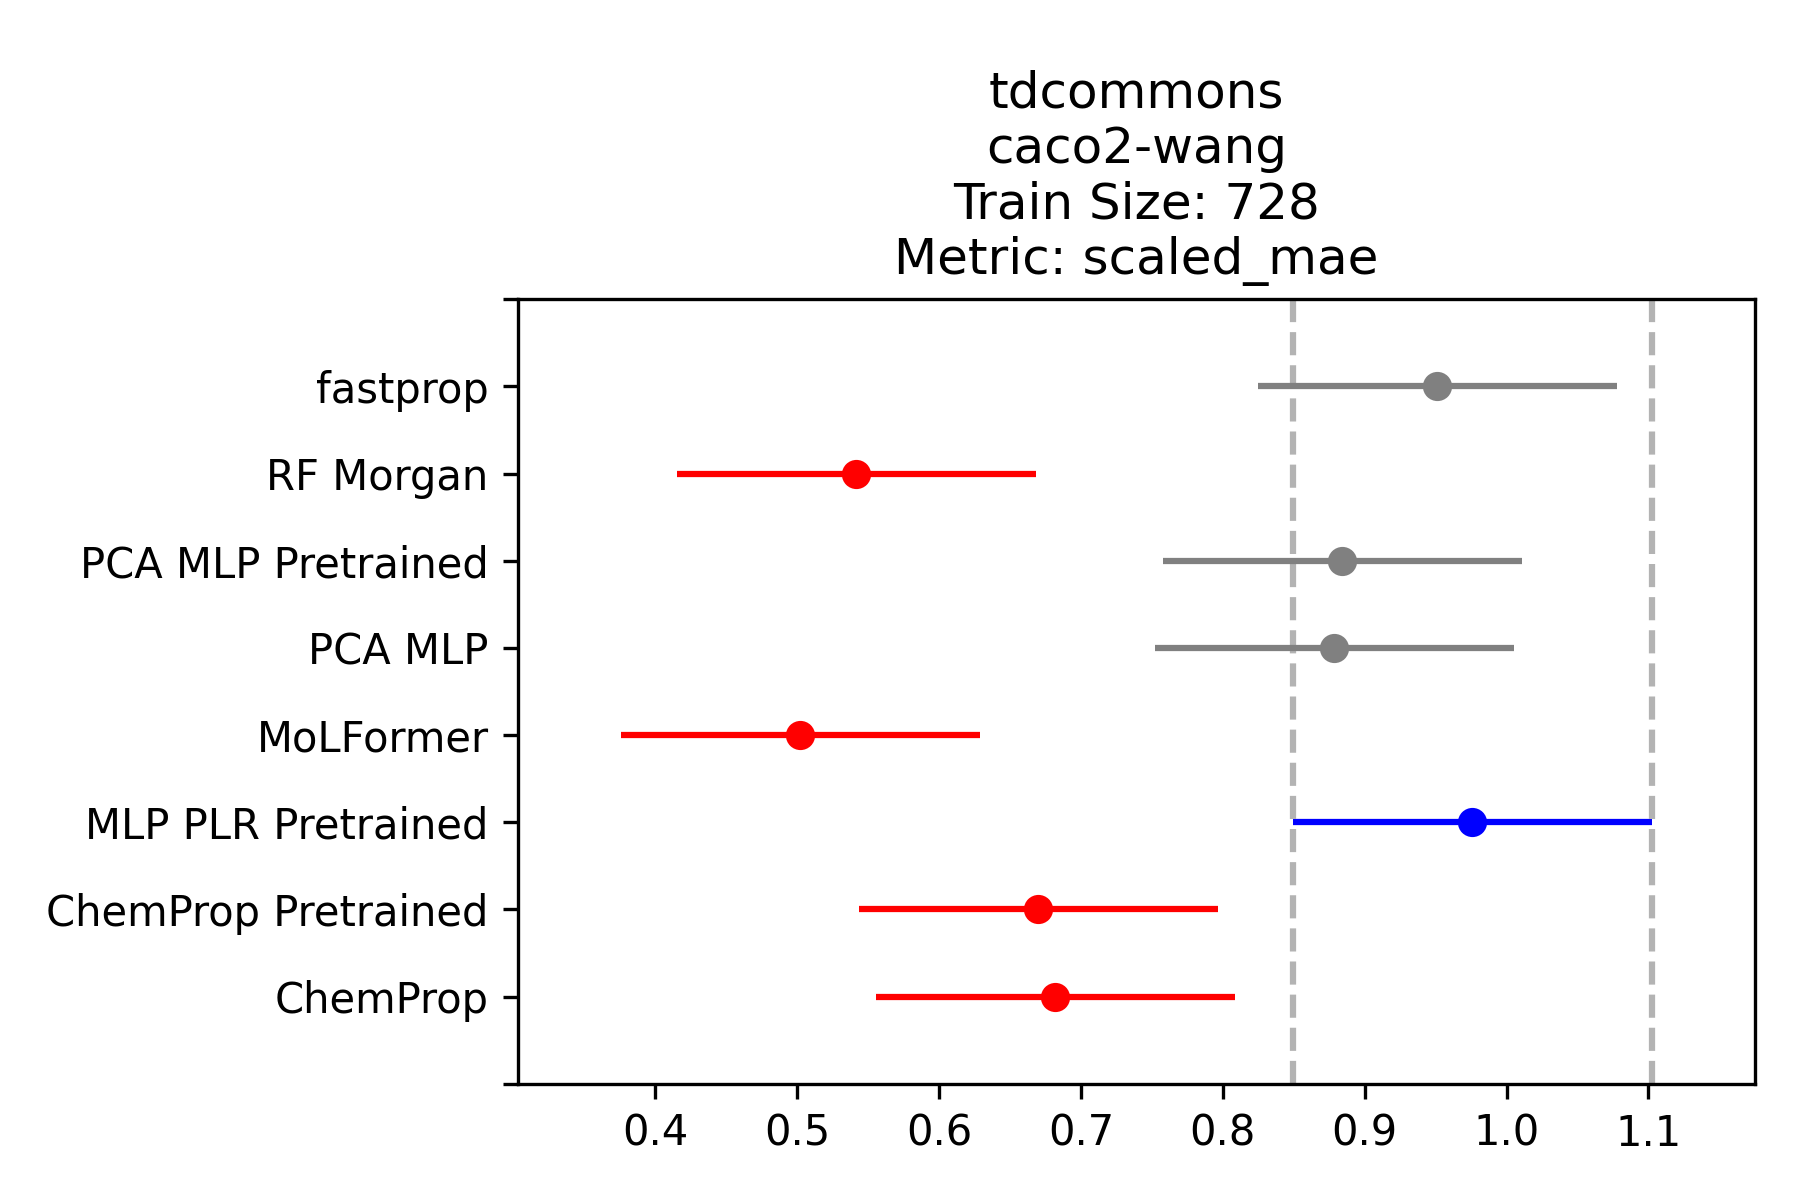 tdcommons
caco2-wang
Train Size: 728
Metric: scaled_mae
fastprop
RF Morgan
PCA MLP Pretrained
PCA MLP
MoLFormer
MLP PLR Pretrained
ChemProp Pretrained
ChemProp
0.4 0.5 0.6 0.7 0.8 0.9 1.0 1.1